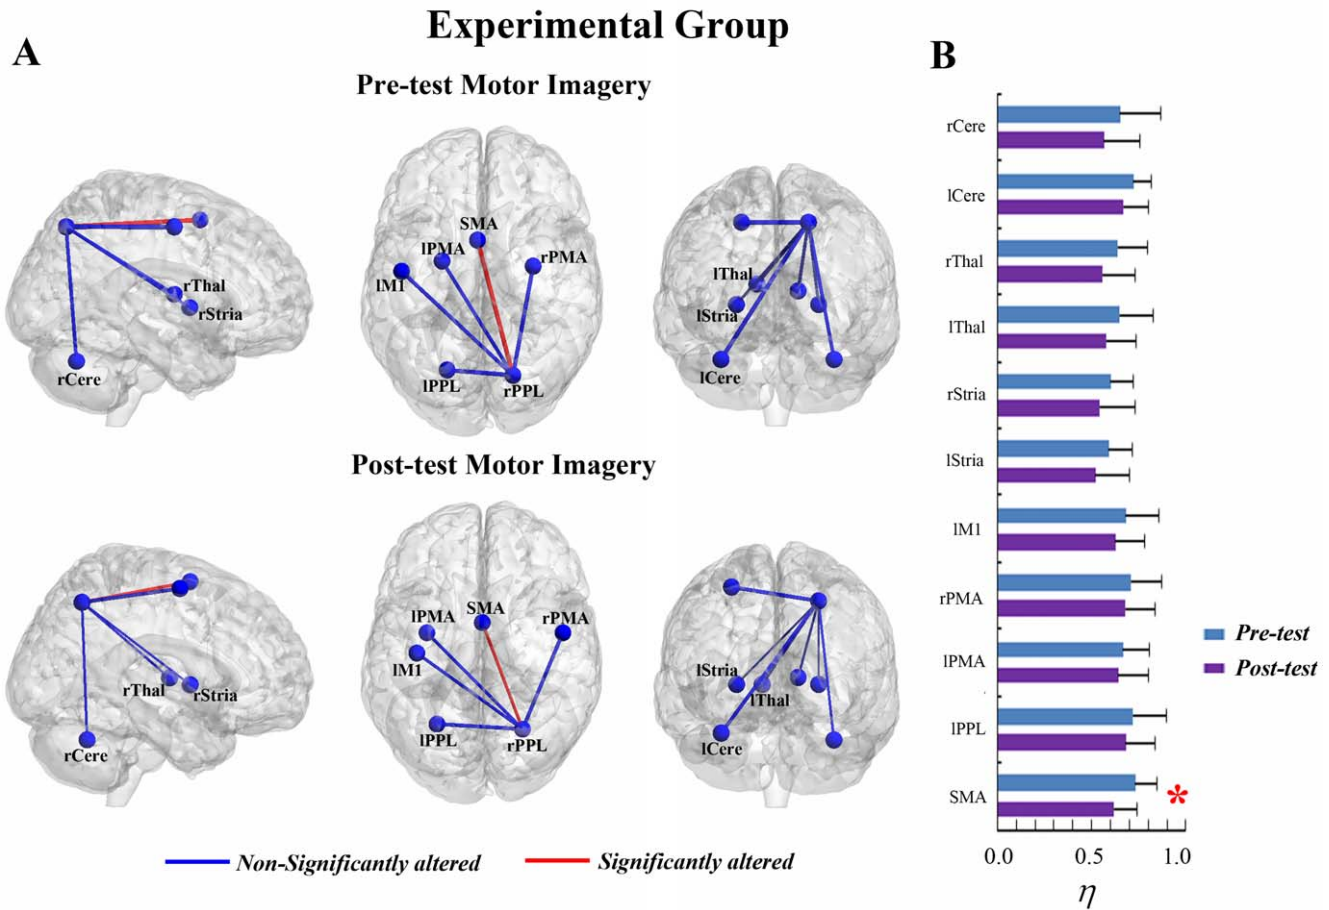 Experimental Group
A
B
Pre-test Motor Imagery
rThal
rStria
rCere
SMA
lPMA
rPMA
lM1
lPPL
rPPL
lThal
lStria
lCere
Post-test Motor Imagery
rThal
rStria
rCere
lPMA
SMA
rPMA
lM1
lPPL
rPPL
lStria
lThal
lCere
Non-Significantly altered
Significantly altered
rCere
lCere
rThal
lThal
rStria
lStria
lM1
rPMA
lPMA
lPPL
SMA
*
0.0 0.5 1.0
η
Pre-test
Post-test